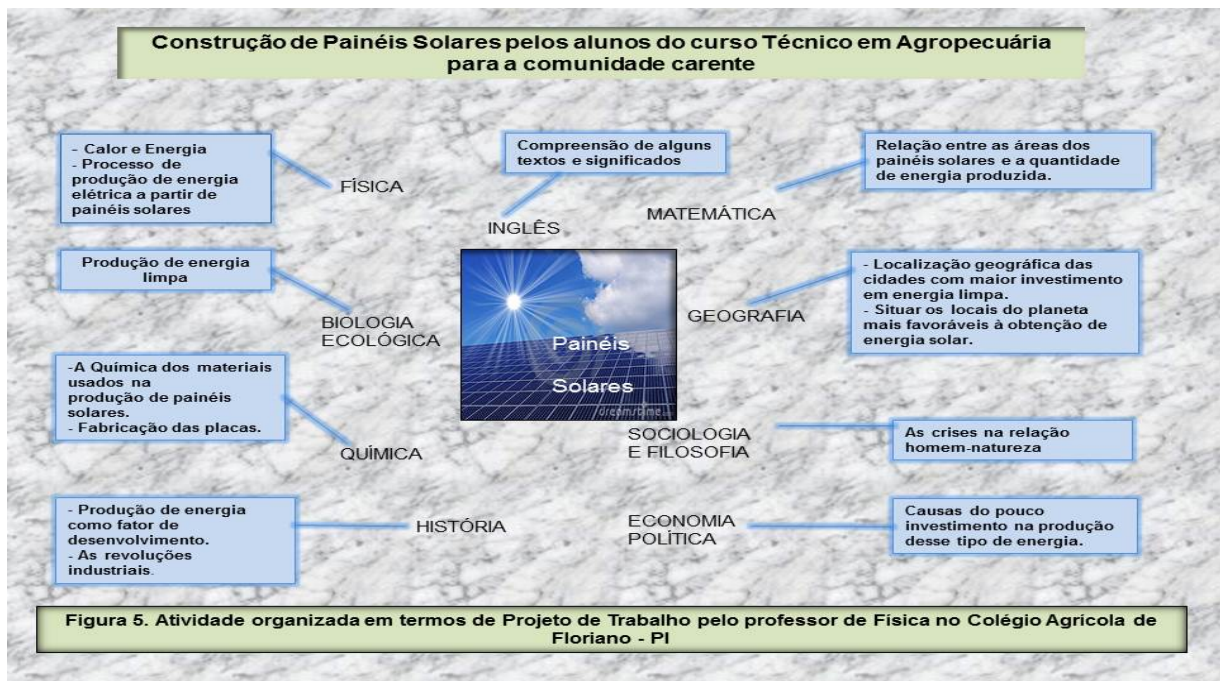 Construção de Painéis Solares pelos alunos do curso Técnico em Agropecuária
para a comunidade carente
- Calor e Energia
- Processo de
produção de energia
elétrica a partir de
painéis solares
FÍSICA
Compreensão de alguns
textos e significados
INGLÊS
Relação entre as áreas dos
painéis solares e a quantidade
de energia produzida.
MATEMÁTICA
Produção de energia
limpa
BIOLOGIA
ECOLÓGICA
Painéis
Solares
dreamstime
GEOGRAFIA
- Localização geográfica das
cidades com maior investimento
em energia limpa.
- Situar os locais do planeta
mais favoráveis à obtenção de
energia solar.
-A Química dos materiais
usados na
produção de painéis
solares.
- Fabricação das placas.
QUÍMICA
SOCIOLOGIA
E FILOSOFIA
As crises na relação
homem-natureza
- Produção de energia
como fator de
desenvolvimento.
- As revoluções
industriais.
HISTÓRIA
ECONOMIA
POLÍTICA
Causas do pouco
investimento na produção
desse tipo de energia.
Figura 5. Atividade organizada em termos de Projeto de Trabalho pelo professor de Física no Colégio Agrícola de
Floriano - PI